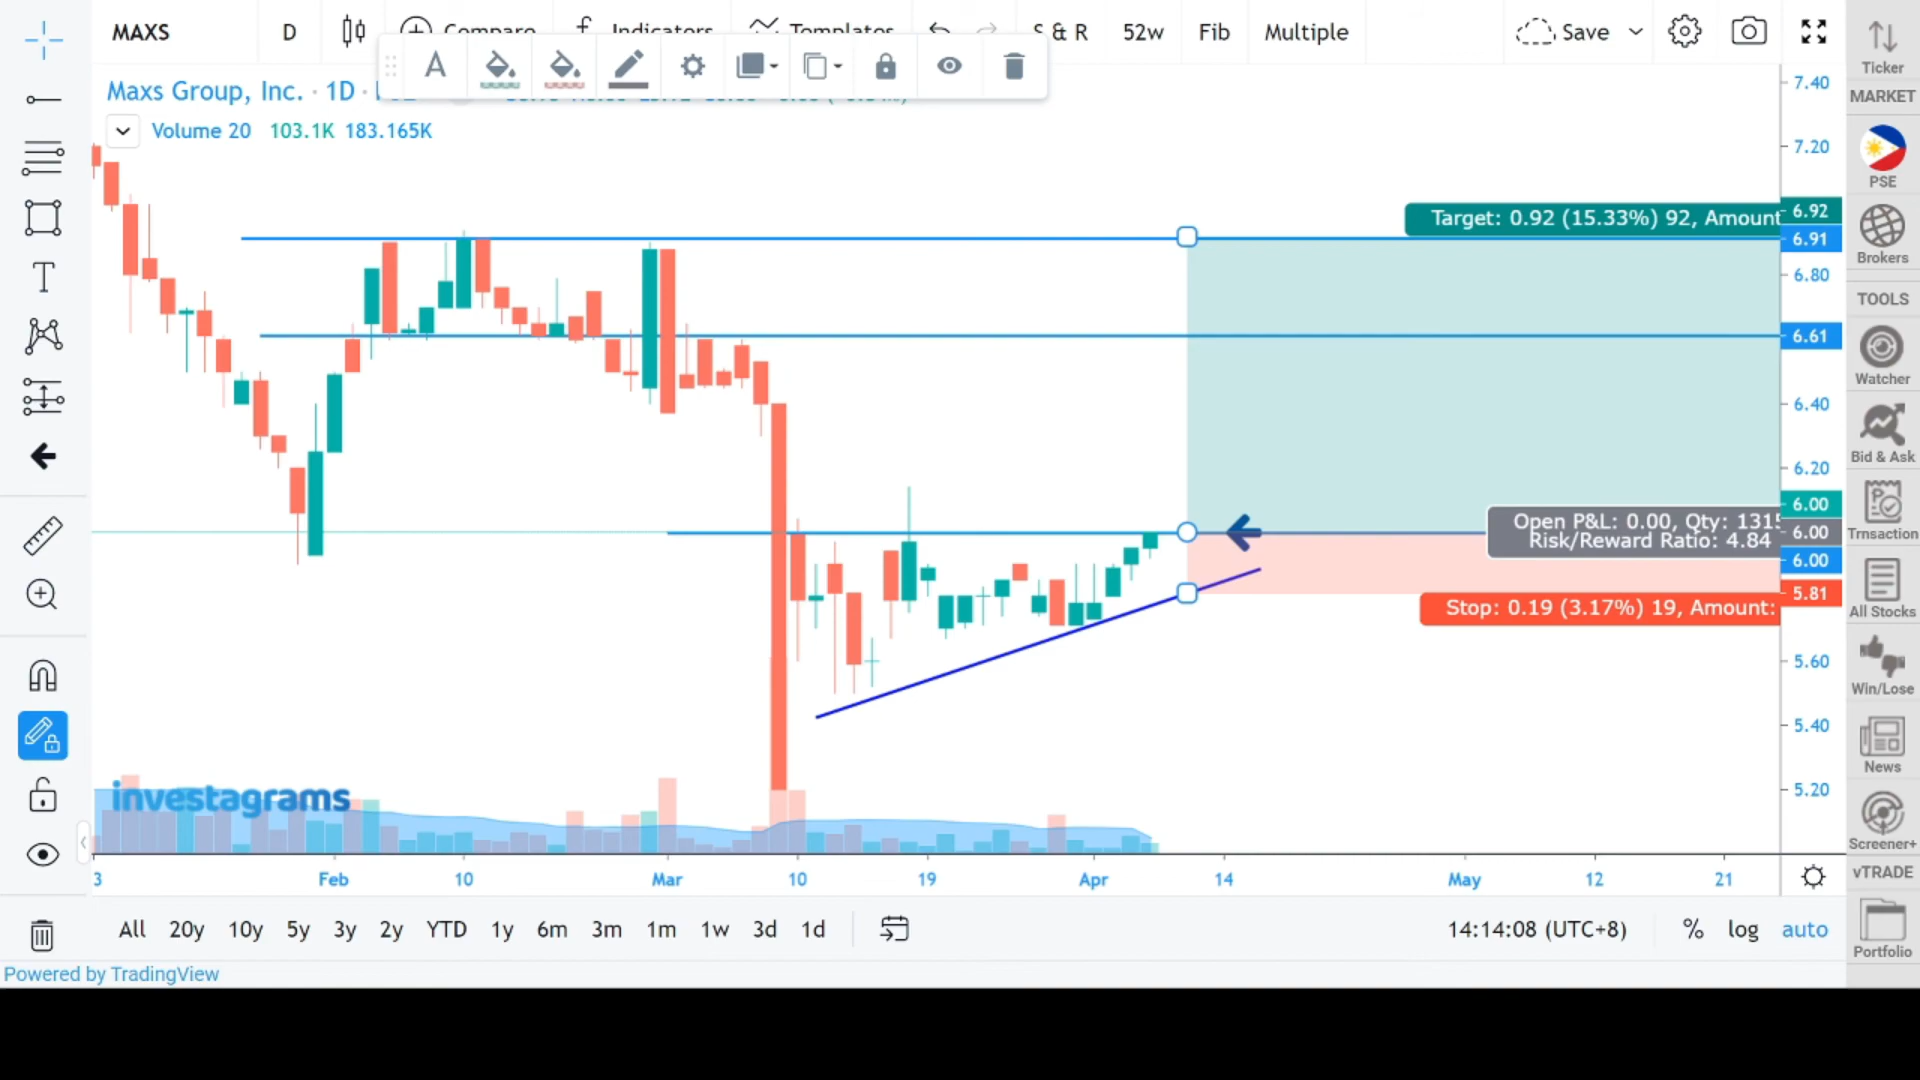 MAXS D Compare Indicators Templates S & R 52w Fib Multiple Save
Ticker
MARKET
PSE
Brokers
TOOLS
Watcher
Bid & Ask
Trnsaction
All Stocks
Win/Lose
News
Screener+
vTRADE
Portfolio
Maxs Group, Inc. · 1D ·
Volume 20 103.1K 183.165K
7.40
7.20
6.92
6.91
6.80
6.61
6.40
6.20
6.00
6.00
6.00
5.81
5.60
5.40
5.20
Target: 0.92 (15.33%) 92, Amount
Open P&L: 0.00, Qty: 1315
Risk/Reward Ratio: 4.84
Stop: 0.19 (3.17%) 19, Amount:
investagrams
3 Feb 10 Mar 10 19 Apr 14 May 12 21
All 20y 10y 5y 3y 2y YTD 1y 6m 3m 1m 1w 3d 1d 14:14:08 (UTC+8) % log auto
Powered by TradingView